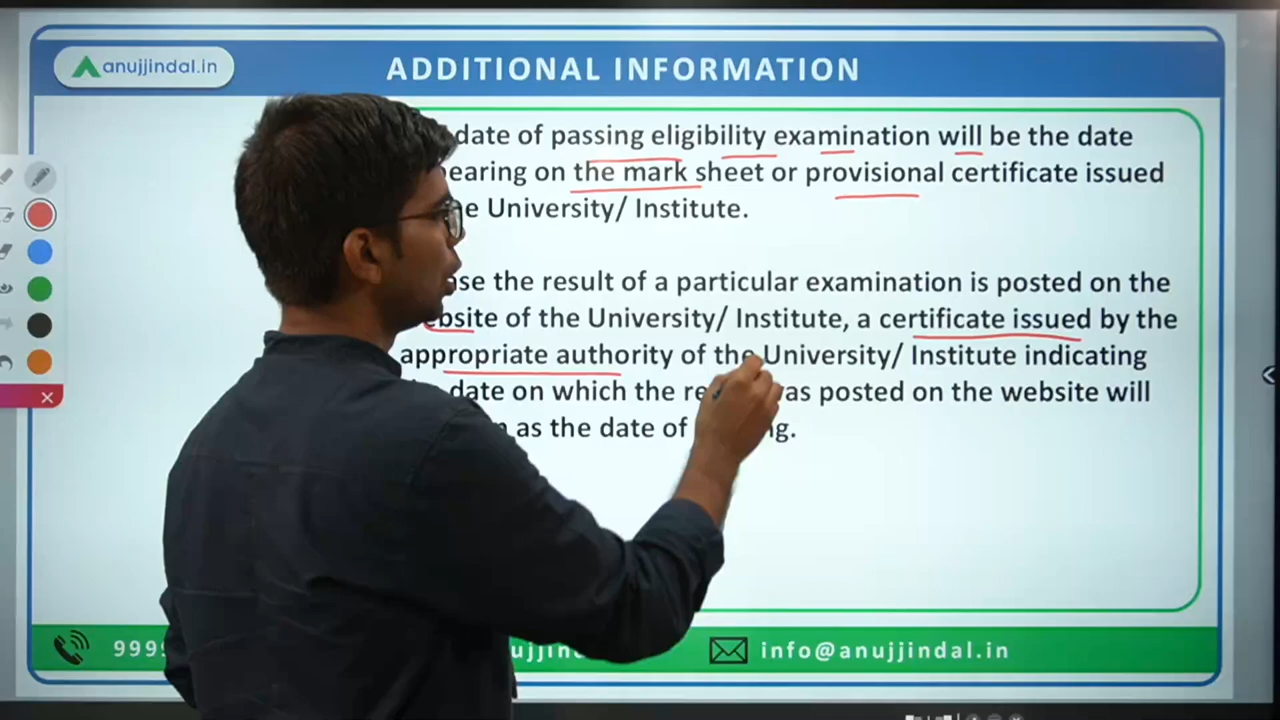 anujjindal.in
ADDITIONAL INFORMATION
date of passing eligibility examination will be the date
earing on the mark sheet or provisional certificate issued
e University/ Institute.
ase the result of a particular examination is posted on the
ebsite of the University/ Institute, a certificate issued by the
appropriate authority of the University/ Institute indicating
date on which the re was posted on the website will
as the date of g.
999
info@anujjindal.in